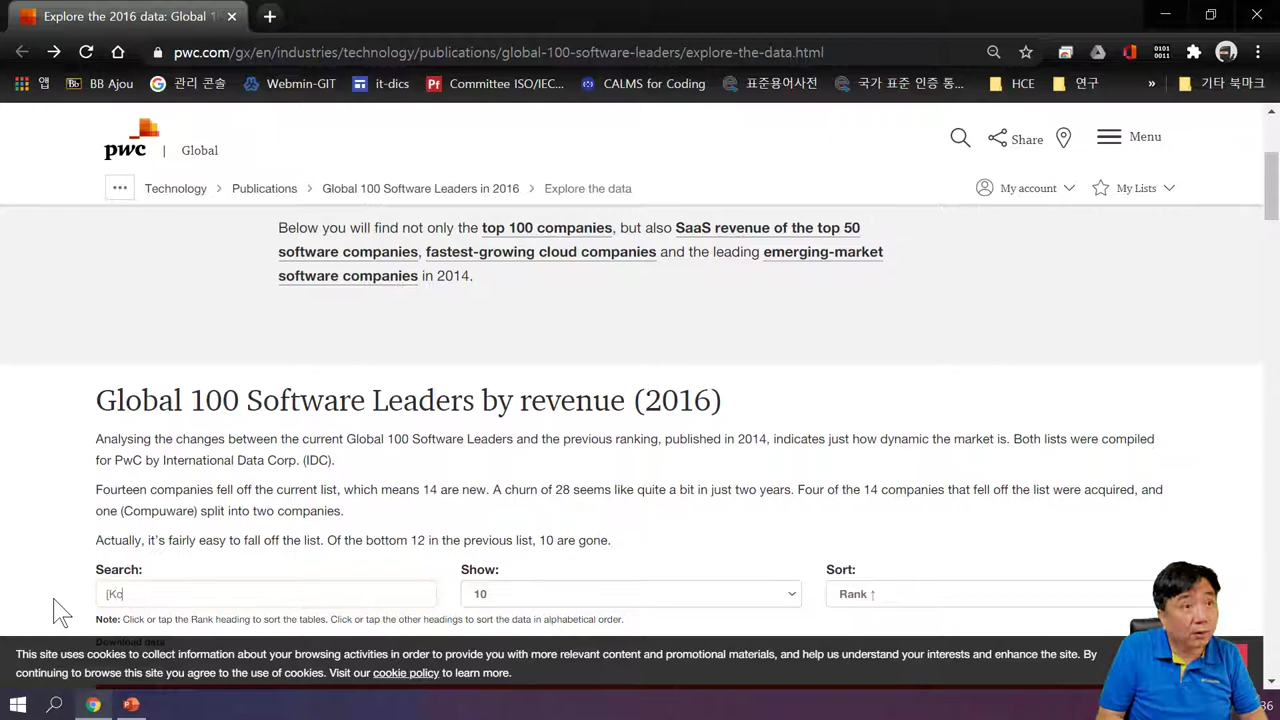 Explore the 2016 data: Global 1
pwc.com/gx/en/industries/technology/publications/global-100-software-leaders/explore-the-data.html
앱 BB Ajou 관리 콘솔 Webmin-GIT it-dics Committee ISO/IEC... CALMS for Coding 표준용어사전 국가 표준 인증 통... HCE 연구 » 기타 북마크
pwc | Global Share Menu
... Technology > Publications > Global 100 Software Leaders in 2016 > Explore the data My account My Lists
Below you will find not only the top 100 companies, but also SaaS revenue of the top 50
software companies, fastest-growing cloud companies and the leading emerging-market
software companies in 2014.
Global 100 Software Leaders by revenue (2016)
Analysing the changes between the current Global 100 Software Leaders and the previous ranking, published in 2014, indicates just how dynamic the market is. Both lists were compiled
for PwC by International Data Corp. (IDC).
Fourteen companies fell off the current list, which means 14 are new. A churn of 28 seems like quite a bit in just two years. Four of the 14 companies that fell off the list were acquired, and
one (Compuware) split into two companies.
Actually, it's fairly easy to fall off the list. Of the bottom 12 in the previous list, 10 are gone.
Search: Show: Sort:
[Ko 10 Rank ↑
Note: Click or tap the Rank heading to sort the tables. Click or tap the other headings to sort the data in alphabetical order.
Download data
This site uses cookies to collect information about your browsing activities in order to provide you with more relevant content and promotional materials, and help us understand your interests and enhance the site. By
continuing to browse this site you agree to the use of cookies. Visit our cookie policy to learn more.
36